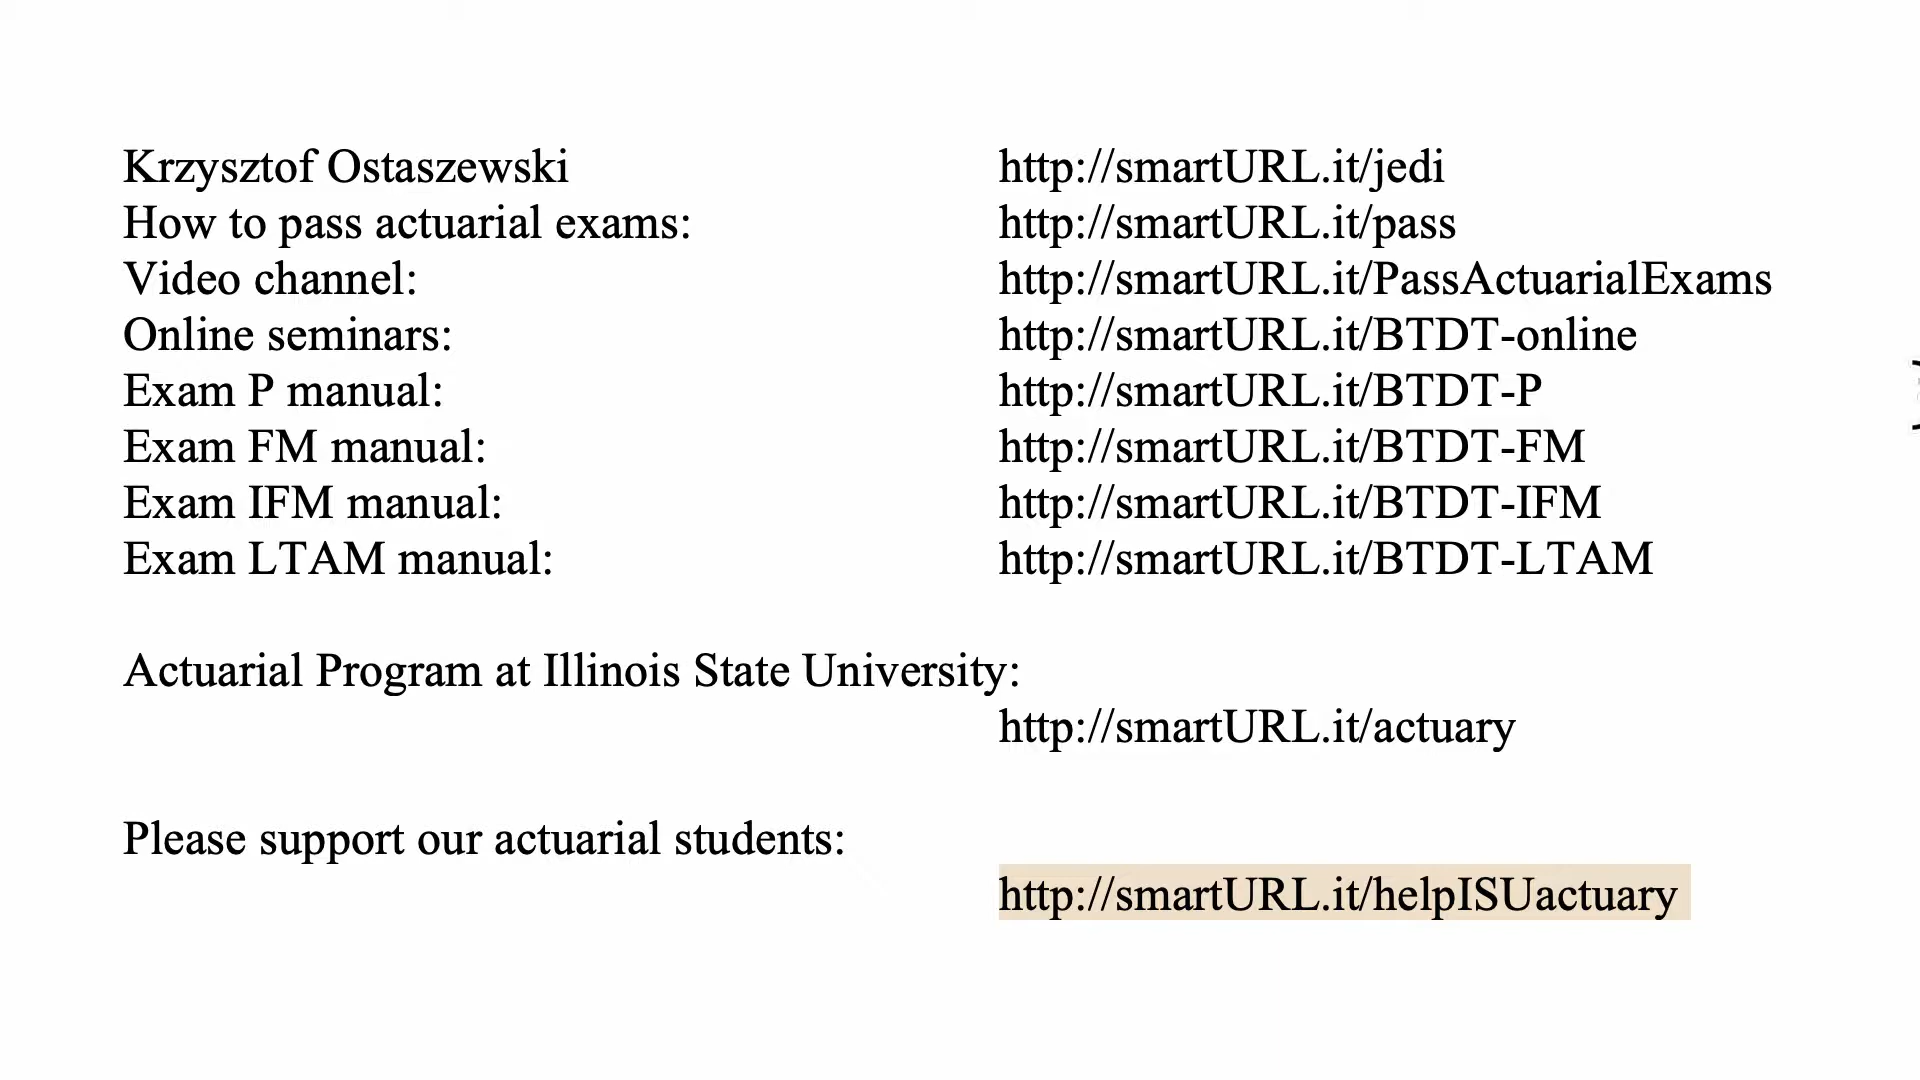 Krzysztof Ostaszewski http://smartURL.it/jedi
How to pass actuarial exams: http://smartURL.it/pass
Video channel: http://smartURL.it/PassActuarialExams
Online seminars: http://smartURL.it/BTDT-online
Exam P manual: http://smartURL.it/BTDT-P
Exam FM manual: http://smartURL.it/BTDT-FM
Exam IFM manual: http://smartURL.it/BTDT-IFM
Exam LTAM manual: http://smartURL.it/BTDT-LTAM
Actuarial Program at Illinois State University:
http://smartURL.it/actuary
Please support our actuarial students:
http://smartURL.it/helpISUactuary